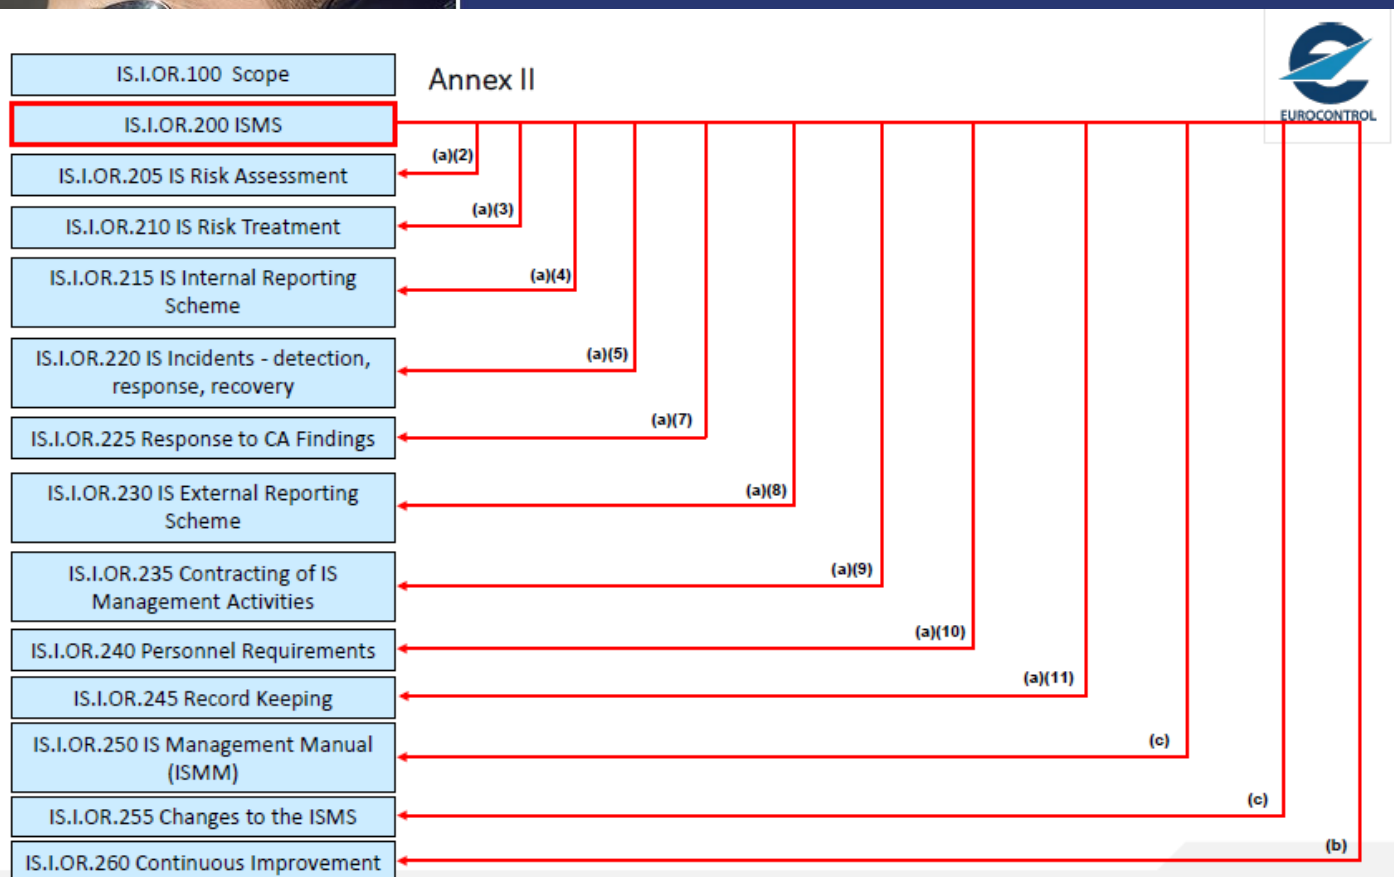 IS.I.OR.100 Scope
Annex II
EUROCONTROL
IS.I.OR.200 ISMS
(a)(2)
IS.I.OR.205 IS Risk Assessment
(a)(3)
IS.I.OR.210 IS Risk Treatment
(a)(4)
IS.I.OR.215 IS Internal Reporting
Scheme
(a)(5)
IS.I.OR.220 IS Incidents - detection,
response, recovery
(a)(7)
IS.I.OR.225 Response to CA Findings
(a)(8)
IS.I.OR.230 IS External Reporting
Scheme
(a)(9)
IS.I.OR.235 Contracting of IS
Management Activities
(a)(10)
IS.I.OR.240 Personnel Requirements
(a)(11)
IS.I.OR.245 Record Keeping
(c)
IS.I.OR.250 IS Management Manual
(ISMM)
(c)
IS.I.OR.255 Changes to the ISMS
(b)
IS.I.OR.260 Continuous Improvement